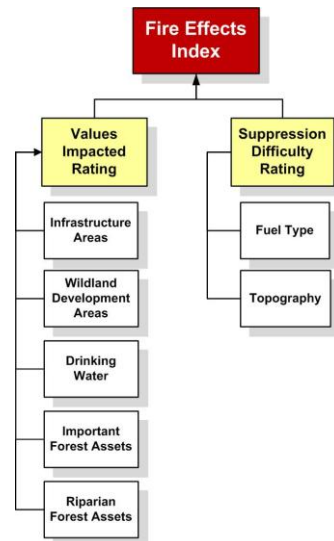 Fire Effects
Index
Values
Impacted
Rating
Suppression
Difficulty
Rating
Infrastructure
Areas
Fuel Type
Wildland
Development
Areas
Topography
Drinking
Water
Important
Forest Assets
Riparian
Forest Assets